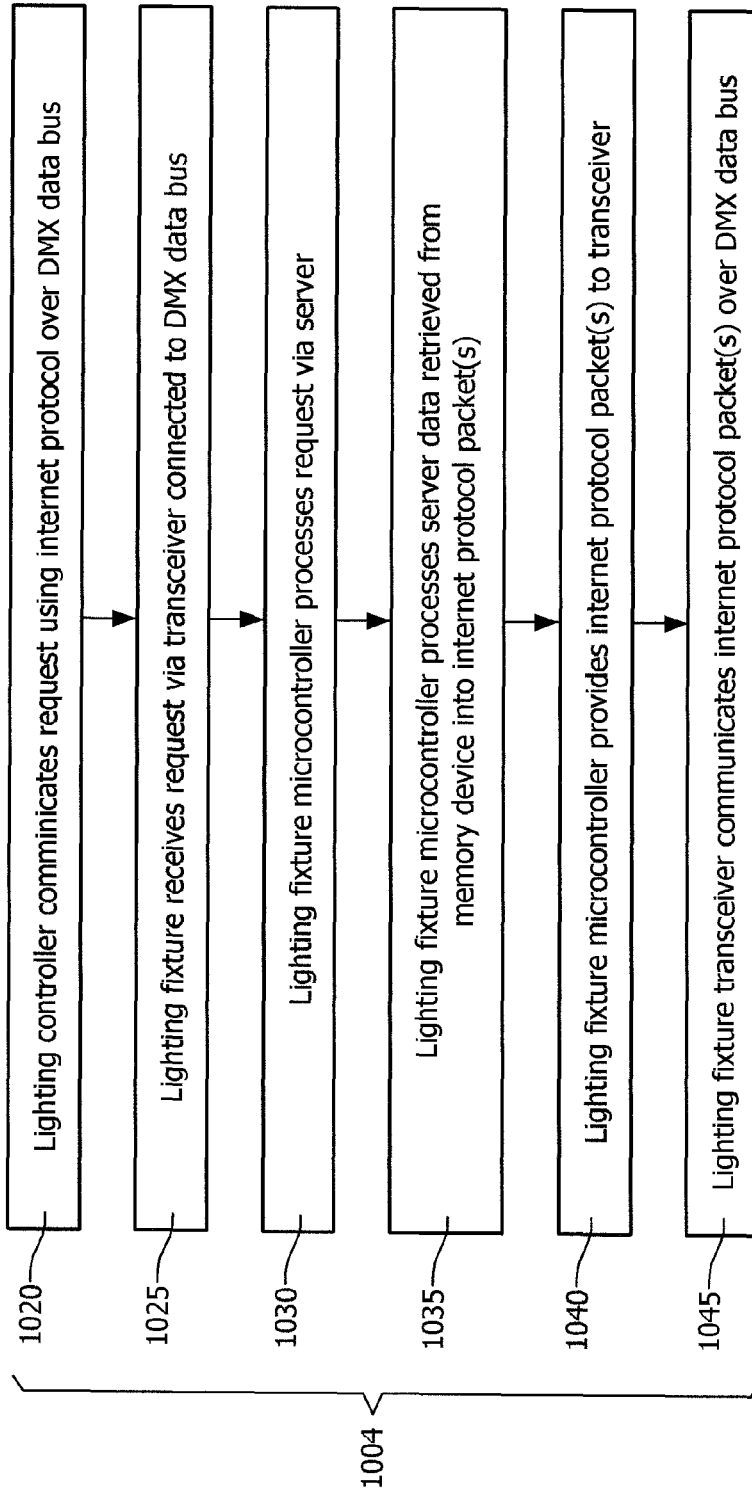 1004
1020
Lighting controller comminicates request using internet protocol over DMX data bus
1025
Lighting fixture receives request via transceiver connected to DMX data bus
1030
Lighting fixture microcontroller processes request via server
1035
Lighting fixture microcontroller processes server data retrieved from
memory device into internet protocol packet(s)
1040
Lighting fixture microcontroller provides internet protocol packet(s) to transceiver
1045
Lighting fixture transceiver communicates internet protocol packet(s) over DMX data bus